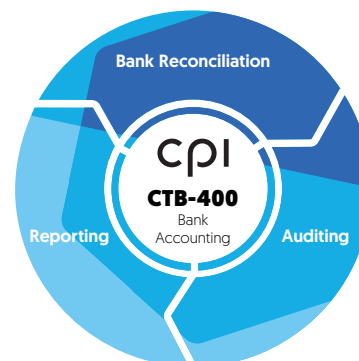 Bank Reconciliation
cpi
CTB-400
Bank
Accounting
Reporting
Auditing